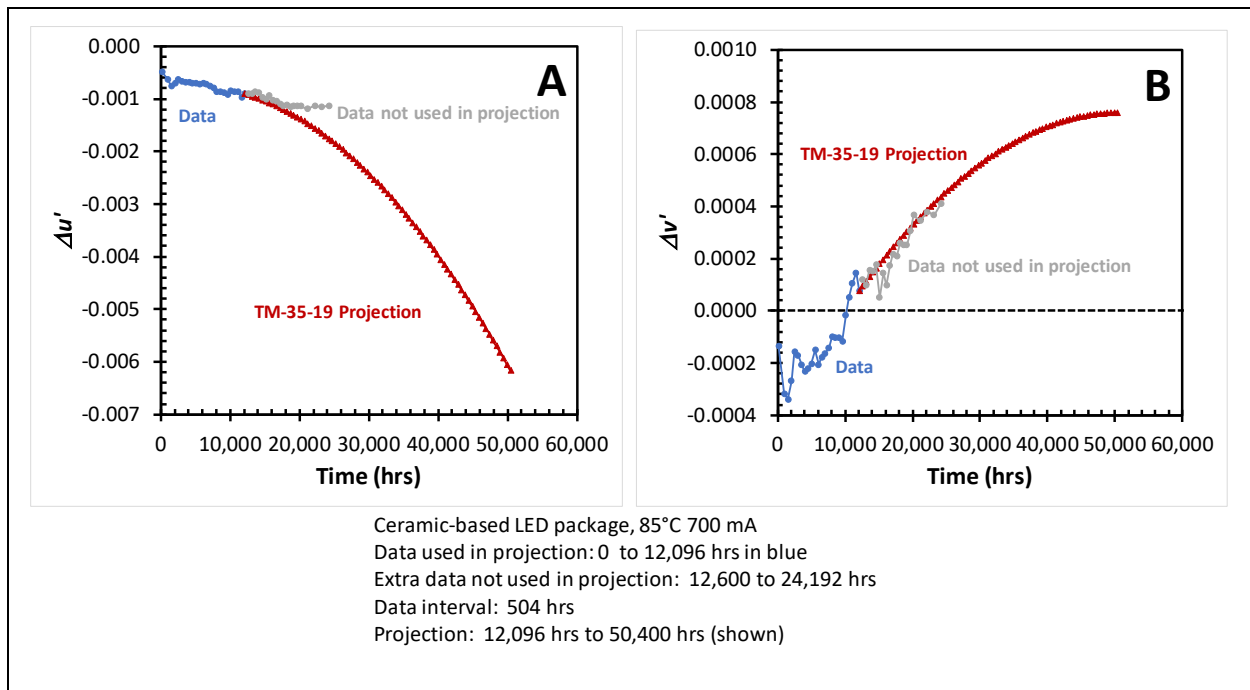 A
0.000
-0.001
-0.002
-0.003
-0.004
-0.005
-0.006
-0.007
Δu'
Data
Data not used in projection
TM-35-19 Projection
0
10,000
20,000
30,000
40,000
50,000
60,000
Time (hrs)
B
0.0010
0.0008
0.0006
0.0004
0.0002
0.0000
-0.0002
-0.0004
Δv'
TM-35-19 Projection
Data not used in projection
Data
0
10,000
20,000
30,000
40,000
50,000
60,000
Time (hrs)
Ceramic-based LED package, 85°C 700 mA
Data used in projection: 0 to 12,096 hrs in blue
Extra data not used in projection: 12,600 to 24,192 hrs
Data interval: 504 hrs
Projection: 12,096 hrs to 50,400 hrs (shown)